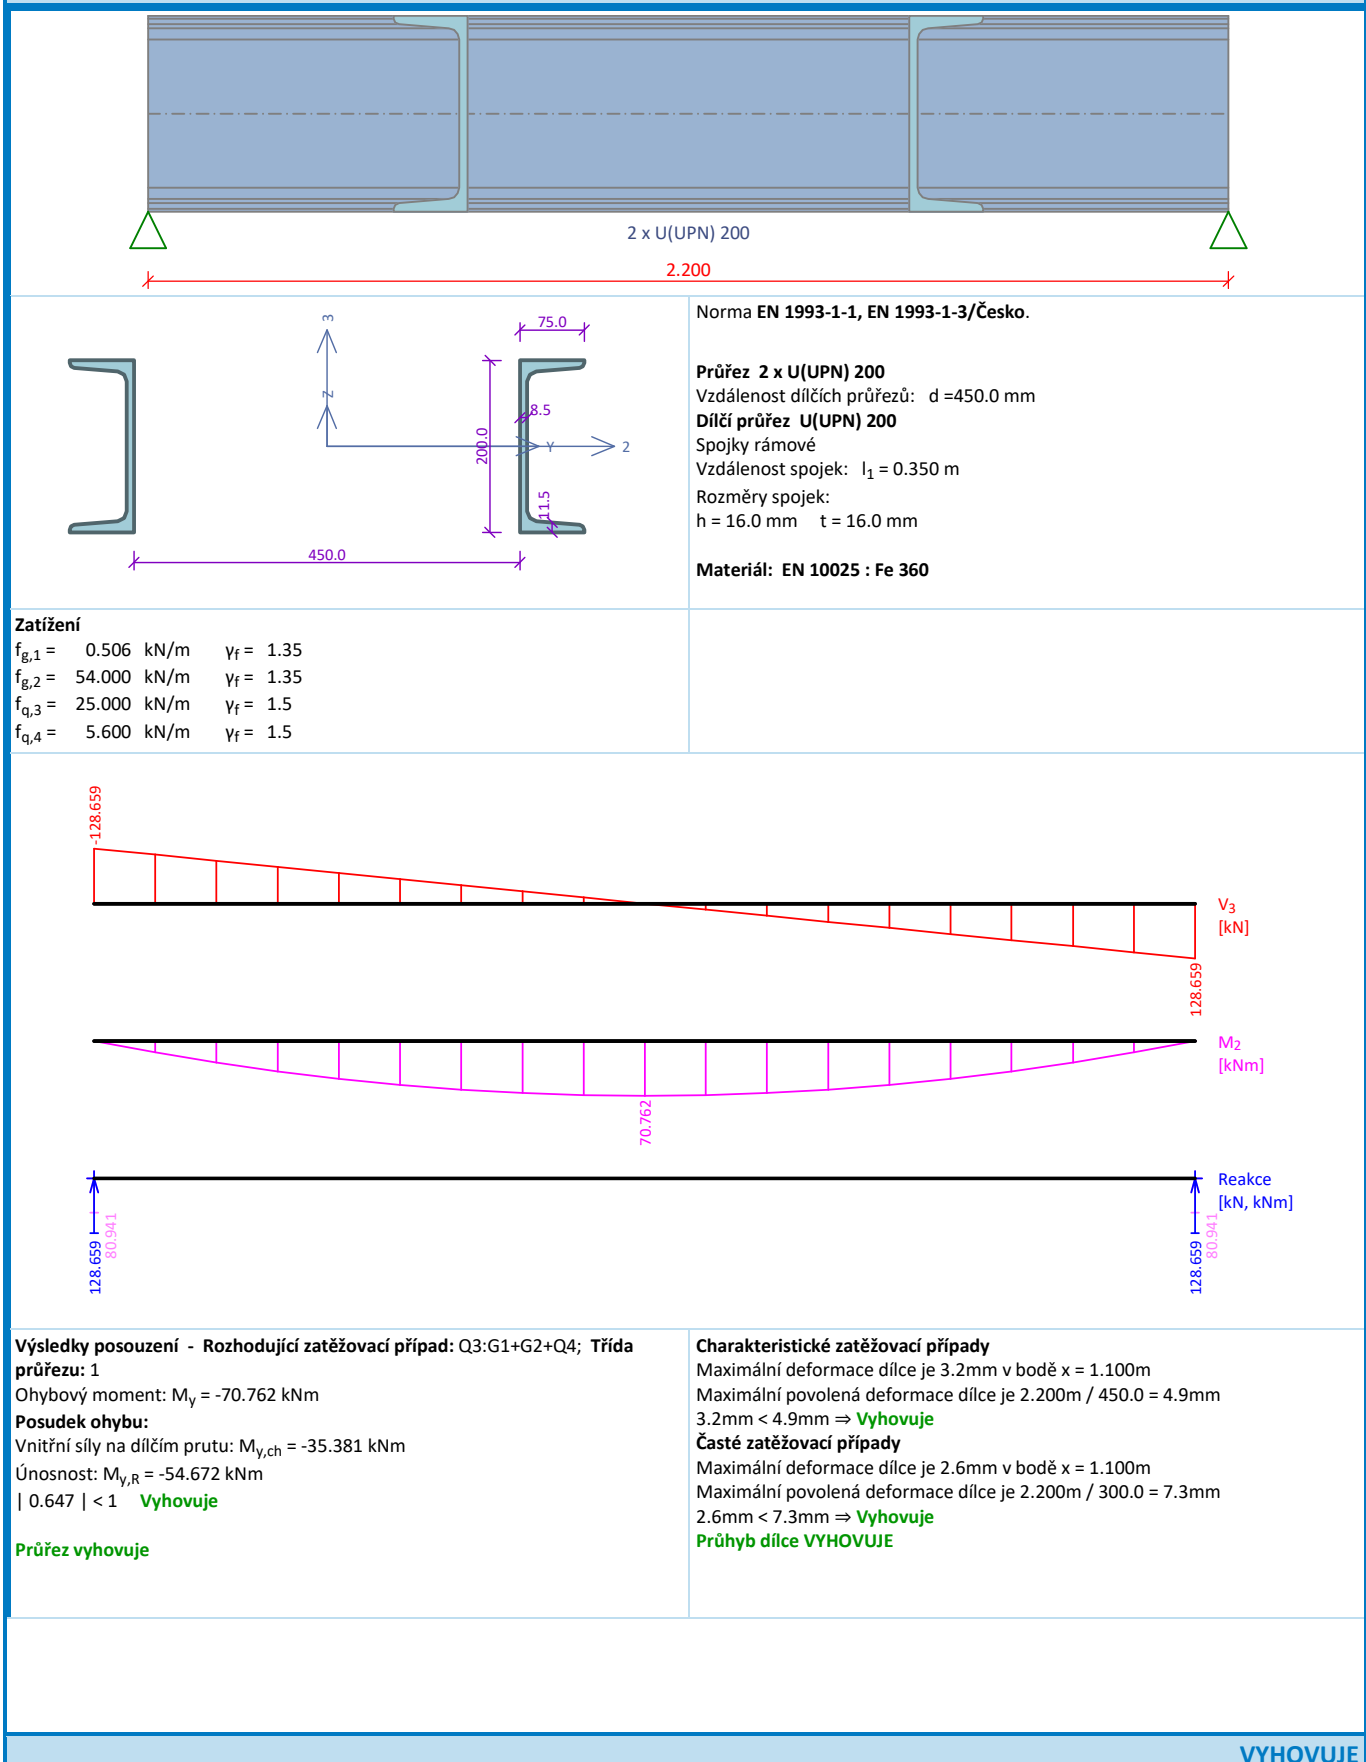 2 x U(UPN) 200
2.200
3
Z
Y
2
75.0
8.5
200.0
11.5
450.0
Norma EN 1993-1-1, EN 1993-1-3/Česko.
Průřez 2 x U(UPN) 200
Vzdálenost dílčích průřezů: d =450.0 mm
Dílčí průřez U(UPN) 200
Spojky rámové
Vzdálenost spojek: l1 = 0.350 m
Rozměry spojek:
h = 16.0 mm t = 16.0 mm
Materiál: EN 10025 : Fe 360
Zatížení
fg,1 = 0.506 kN/m γf = 1.35
fg,2 = 54.000 kN/m γf = 1.35
fq,3 = 25.000 kN/m γf = 1.5
fq,4 = 5.600 kN/m γf = 1.5
-128.659
V3
[kN]
128.659
M2
[kNm]
70.762
Reakce
[kN, kNm]
128.659
80.941
128.659
80.941
Výsledky posouzení - Rozhodující zatěžovací případ: Q3:G1+G2+Q4; Třída
průřezu: 1
Ohybový moment: My = -70.762 kNm
Posudek ohybu:
Vnitřní síly na dílčím prutu: My,ch = -35.381 kNm
Únosnost: My,R = -54.672 kNm
| 0.647 | < 1 Vyhovuje
Průřez vyhovuje
Charakteristické zatěžovací případy
Maximální deformace dílce je 3.2mm v bodě x = 1.100m
Maximální povolená deformace dílce je 2.200m / 450.0 = 4.9mm
3.2mm < 4.9mm ⇒ Vyhovuje
Časté zatěžovací případy
Maximální deformace dílce je 2.6mm v bodě x = 1.100m
Maximální povolená deformace dílce je 2.200m / 300.0 = 7.3mm
2.6mm < 7.3mm ⇒ Vyhovuje
Průhyb dílce VYHOVUJE
VYHOVUJE